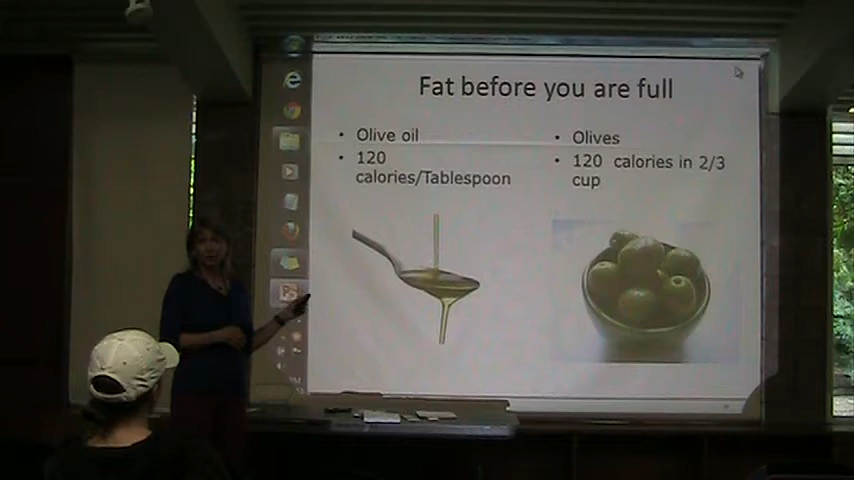 Fat before you are full
• Olive oil
• 120
calories/Tablespoon
• Olives
• 120 calories in 2/3
cup